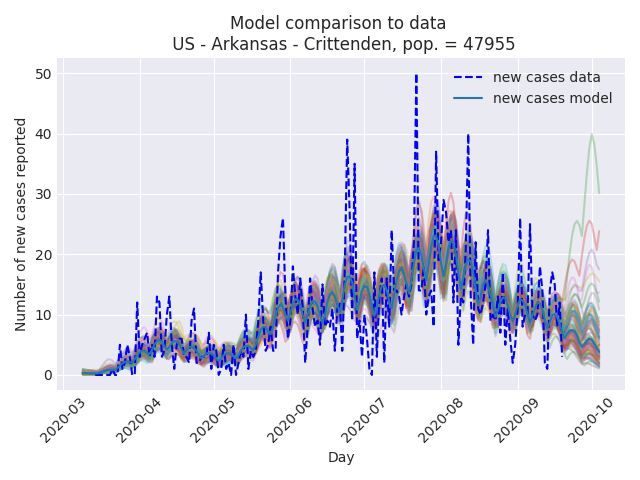 Model comparison to data
US - Arkansas - Crittenden, pop. = 47955
new cases data
new cases model
Number of new cases reported
50
40
30
20
10
0
2020-03
2020-04
2020-05
2020-06
2020-07
2020-08
2020-09
2020-10
Day